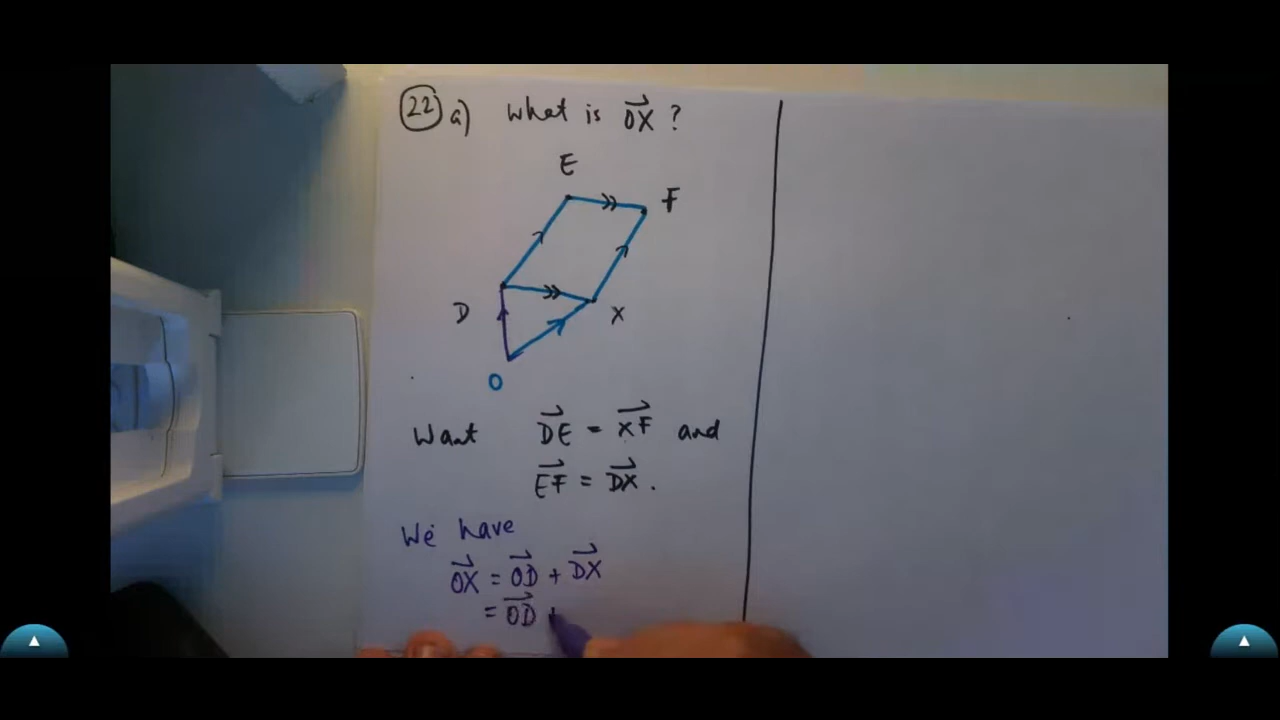 22 a) What is OX⃗ ?
E
F
D
X
O
Want DE⃗ = XF⃗ and
EF⃗ = DX⃗ .
We have
OX⃗ = OD⃗ + DX⃗
= OD⃗ +